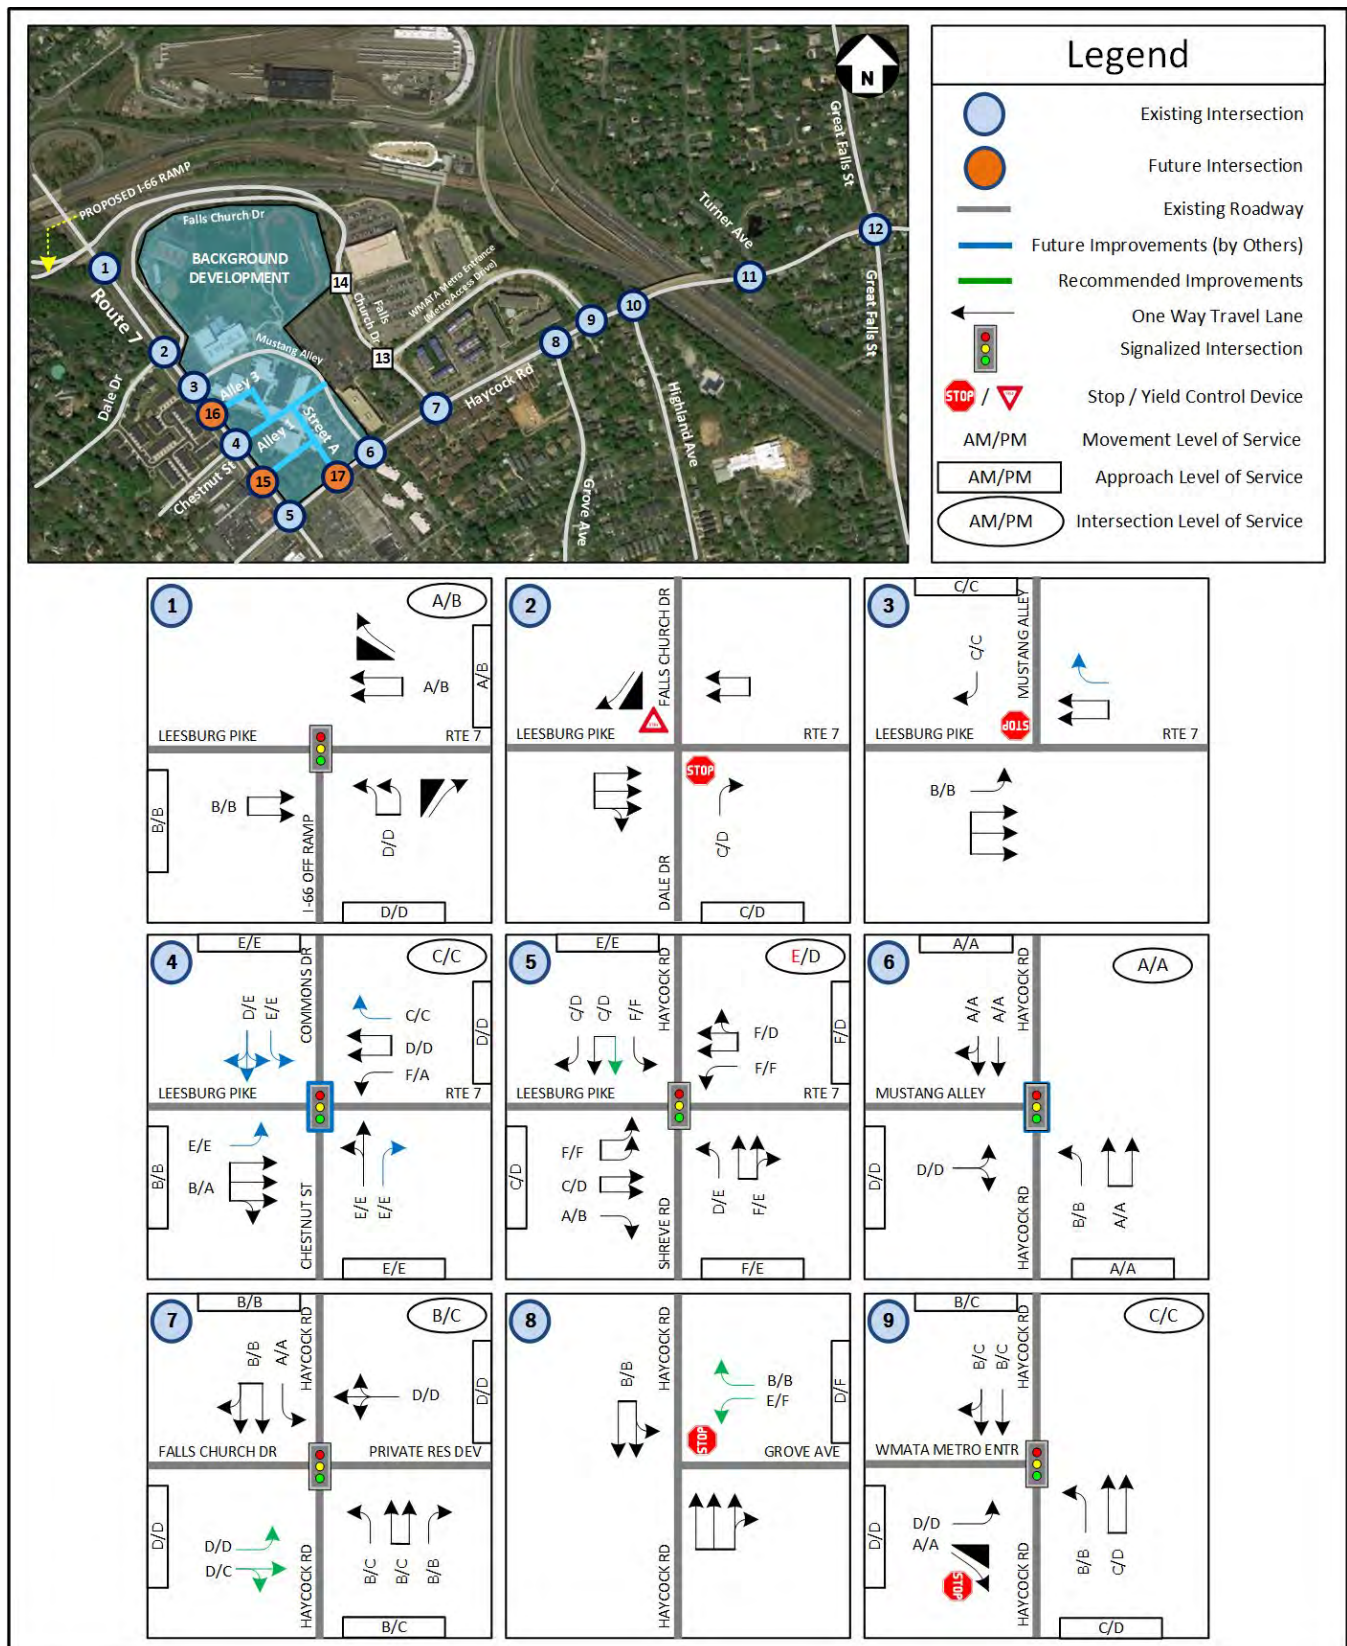 Legend
Existing Intersection
Future Intersection
Existing Roadway
Future Improvements (by Others)
Recommended Improvements
One Way Travel Lane
Signalized Intersection
STOP / Stop / Yield Control Device
AM/PM Movement Level of Service
AM/PM Approach Level of Service
AM/PM Intersection Level of Service
N
PROPOSED I-66 RAMP
Falls Church Dr
BACKGROUND
DEVELOPMENT
Route 7
Dale Dr
Mustang Alley
Alley 3
Alley 1
Street A
Chestnut St
Falls
Church Dr
WMATA Metro Entrance
(Metro Access Drive)
Haycock Rd
Grove Ave
Highland Ave
Turner Ave
Great Falls St
Great Falls St
1
2
3
16
4
15
5
17
6
7
13
14
8
9
10
11
12
1
A/B
A/B
A/B
LEESBURG PIKE
RTE 7
B/B
B/B
I-66 OFF RAMP
D/D
D/D
2
FALLS CHURCH DR
LEESBURG PIKE
RTE 7
STOP
DALE DR
C/D
C/D
3
C/C
C/C
MUSTANG ALLEY
STOP
LEESBURG PIKE
RTE 7
B/B
4
E/E
C/C
D/E
E/E
COMMONS DR
C/C
D/D
F/A
D/D
LEESBURG PIKE
RTE 7
E/E
B/A
B/B
CHESTNUT ST
E/E
E/E
E/E
5
E/E
E/D
C/D
C/D
F/F
HAYCOCK RD
F/D
F/F
F/D
LEESBURG PIKE
RTE 7
F/F
C/D
A/B
C/D
SHREVE RD
D/E
F/E
F/E
6
A/A
A/A
A/A
A/A
HAYCOCK RD
MUSTANG ALLEY
D/D
D/D
HAYCOCK RD
B/B
A/A
A/A
7
B/B
B/C
B/B
A/A
HAYCOCK RD
D/D
D/D
FALLS CHURCH DR
PRIVATE RES DEV
D/D
D/C
D/D
HAYCOCK RD
B/C
B/C
B/B
B/C
8
B/B
HAYCOCK RD
B/B
E/F
D/F
STOP
GROVE AVE
HAYCOCK RD
9
B/C
C/C
B/C
B/C
HAYCOCK RD
WMATA METRO ENTR
D/D
A/A
D/D
STOP
HAYCOCK RD
B/B
C/D
C/D